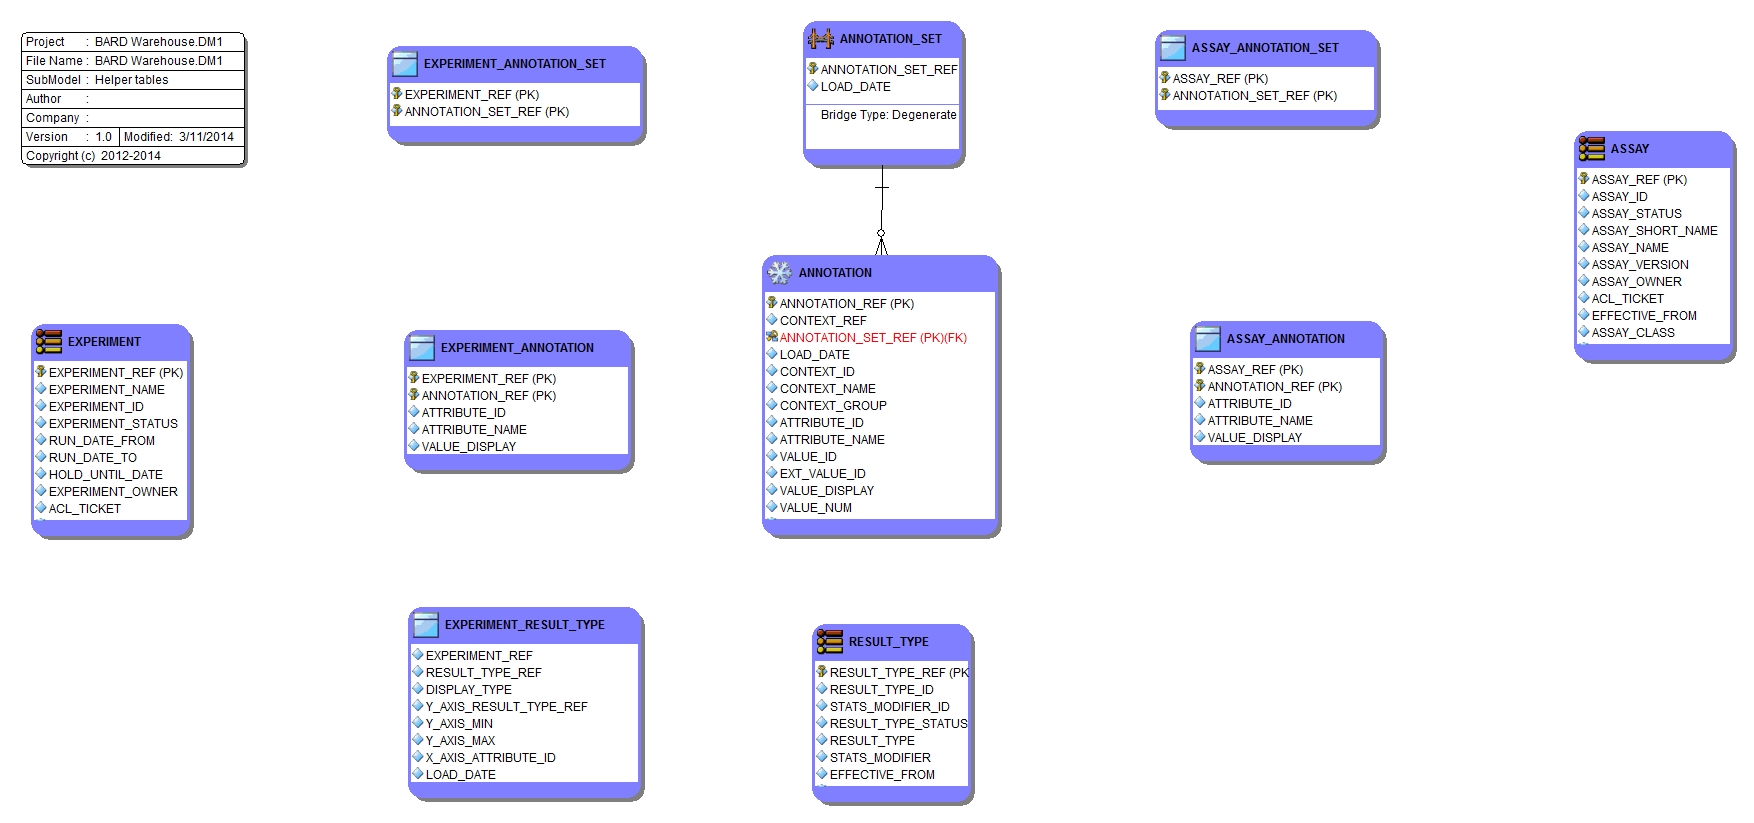 Project : BARD Warehouse.DM1
File Name : BARD Warehouse.DM1
SubModel : Helper tables
Author :
Company :
Version : 1.0 Modified: 3/11/2014
Copyright (c) 2012-2014
EXPERIMENT_ANNOTATION_SET
EXPERIMENT_REF (PK)
ANNOTATION_SET_REF (PK)
ANNOTATION_SET
ANNOTATION_SET_REF
LOAD_DATE
Bridge Type: Degenerate
ASSAY_ANNOTATION_SET
ASSAY_REF (PK)
ANNOTATION_SET_REF (PK)
ASSAY
ASSAY_REF (PK)
ASSAY_ID
ASSAY_STATUS
ASSAY_SHORT_NAME
ASSAY_NAME
ASSAY_VERSION
ASSAY_OWNER
ACL_TICKET
EFFECTIVE_FROM
ASSAY_CLASS
EXPERIMENT
EXPERIMENT_REF (PK)
EXPERIMENT_NAME
EXPERIMENT_ID
EXPERIMENT_STATUS
RUN_DATE_FROM
RUN_DATE_TO
HOLD_UNTIL_DATE
EXPERIMENT_OWNER
ACL_TICKET
EXPERIMENT_ANNOTATION
EXPERIMENT_REF (PK)
ANNOTATION_REF (PK)
ATTRIBUTE_ID
ATTRIBUTE_NAME
VALUE_DISPLAY
ANNOTATION
ANNOTATION_REF (PK)
CONTEXT_REF
ANNOTATION_SET_REF (PK)(FK)
LOAD_DATE
CONTEXT_ID
CONTEXT_NAME
CONTEXT_GROUP
ATTRIBUTE_ID
ATTRIBUTE_NAME
VALUE_ID
EXT_VALUE_ID
VALUE_DISPLAY
VALUE_NUM
ASSAY_ANNOTATION
ASSAY_REF (PK)
ANNOTATION_REF (PK)
ATTRIBUTE_ID
ATTRIBUTE_NAME
VALUE_DISPLAY
EXPERIMENT_RESULT_TYPE
EXPERIMENT_REF
RESULT_TYPE_REF
DISPLAY_TYPE
Y_AXIS_RESULT_TYPE_REF
Y_AXIS_MIN
Y_AXIS_MAX
X_AXIS_ATTRIBUTE_ID
LOAD_DATE
RESULT_TYPE
RESULT_TYPE_REF (PK
RESULT_TYPE_ID
STATS_MODIFIER_ID
RESULT_TYPE_STATUS
RESULT_TYPE
STATS_MODIFIER
EFFECTIVE_FROM